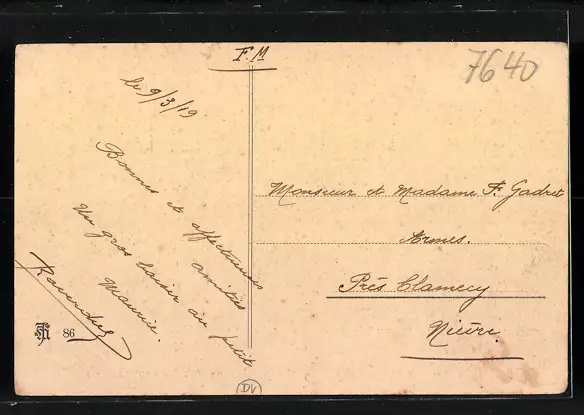 F.M
7640
le 9/3/19
Bonnes et affectueuses
amitiés
Un gros baiser au petit
Maurice.
Monsieur et Madame F. Gadret
Armes.
Près Clamecy
Nièvre.
86
DV